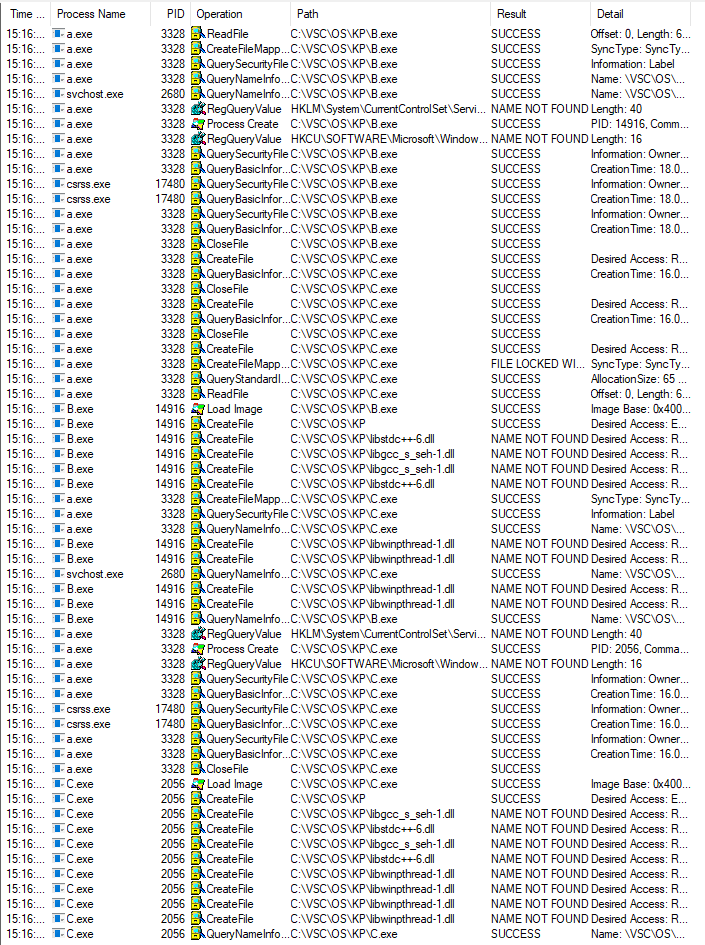 Time ... Process Name PID Operation Path Result Detail
15:16:... a.exe 3328 ReadFile C:\VSC\OS\KP\B.exe SUCCESS Offset: 0, Length: 6...
15:16:... a.exe 3328 CreateFileMapp... C:\VSC\OS\KP\B.exe SUCCESS SyncType: SyncTy...
15:16:... a.exe 3328 QuerySecurityFile C:\VSC\OS\KP\B.exe SUCCESS Information: Label
15:16:... a.exe 3328 QueryNameInfo... C:\VSC\OS\KP\B.exe SUCCESS Name: \VSC\OS\...
15:16:... svchost.exe 2680 QueryNameInfo... C:\VSC\OS\KP\B.exe SUCCESS Name: \VSC\OS\...
15:16:... a.exe 3328 RegQueryValue HKLM\System\CurrentControlSet\Servi... NAME NOT FOUND Length: 40
15:16:... a.exe 3328 Process Create C:\VSC\OS\KP\B.exe SUCCESS PID: 14916, Comm...
15:16:... a.exe 3328 RegQueryValue HKCU\SOFTWARE\Microsoft\Window... NAME NOT FOUND Length: 16
15:16:... a.exe 3328 QuerySecurityFile C:\VSC\OS\KP\B.exe SUCCESS Information: Owner...
15:16:... a.exe 3328 QueryBasicInfor... C:\VSC\OS\KP\B.exe SUCCESS CreationTime: 18.0...
15:16:... csrss.exe 17480 QuerySecurityFile C:\VSC\OS\KP\B.exe SUCCESS Information: Owner...
15:16:... csrss.exe 17480 QueryBasicInfor... C:\VSC\OS\KP\B.exe SUCCESS CreationTime: 18.0...
15:16:... a.exe 3328 QuerySecurityFile C:\VSC\OS\KP\B.exe SUCCESS Information: Owner...
15:16:... a.exe 3328 QueryBasicInfor... C:\VSC\OS\KP\B.exe SUCCESS CreationTime: 18.0...
15:16:... a.exe 3328 CloseFile C:\VSC\OS\KP\B.exe SUCCESS
15:16:... a.exe 3328 CreateFile C:\VSC\OS\KP\C.exe SUCCESS Desired Access: R...
15:16:... a.exe 3328 QueryBasicInfor... C:\VSC\OS\KP\C.exe SUCCESS CreationTime: 16.0...
15:16:... a.exe 3328 CloseFile C:\VSC\OS\KP\C.exe SUCCESS
15:16:... a.exe 3328 CreateFile C:\VSC\OS\KP\C.exe SUCCESS Desired Access: R...
15:16:... a.exe 3328 QueryBasicInfor... C:\VSC\OS\KP\C.exe SUCCESS CreationTime: 16.0...
15:16:... a.exe 3328 CloseFile C:\VSC\OS\KP\C.exe SUCCESS
15:16:... a.exe 3328 CreateFile C:\VSC\OS\KP\C.exe SUCCESS Desired Access: R...
15:16:... a.exe 3328 CreateFileMapp... C:\VSC\OS\KP\C.exe FILE LOCKED WI... SyncType: SyncTy...
15:16:... a.exe 3328 QueryStandardI... C:\VSC\OS\KP\C.exe SUCCESS AllocationSize: 65 ...
15:16:... a.exe 3328 ReadFile C:\VSC\OS\KP\C.exe SUCCESS Offset: 0, Length: 6...
15:16:... B.exe 14916 Load Image C:\VSC\OS\KP\B.exe SUCCESS Image Base: 0x400...
15:16:... B.exe 14916 CreateFile C:\VSC\OS\KP SUCCESS Desired Access: E...
15:16:... B.exe 14916 CreateFile C:\VSC\OS\KP\libstdc++-6.dll NAME NOT FOUND Desired Access: R...
15:16:... B.exe 14916 CreateFile C:\VSC\OS\KP\libgcc_s_seh-1.dll NAME NOT FOUND Desired Access: R...
15:16:... B.exe 14916 CreateFile C:\VSC\OS\KP\libgcc_s_seh-1.dll NAME NOT FOUND Desired Access: R...
15:16:... B.exe 14916 CreateFile C:\VSC\OS\KP\libstdc++-6.dll NAME NOT FOUND Desired Access: R...
15:16:... a.exe 3328 CreateFileMapp... C:\VSC\OS\KP\C.exe SUCCESS SyncType: SyncTy...
15:16:... a.exe 3328 QuerySecurityFile C:\VSC\OS\KP\C.exe SUCCESS Information: Label
15:16:... a.exe 3328 QueryNameInfo... C:\VSC\OS\KP\C.exe SUCCESS Name: \VSC\OS\...
15:16:... B.exe 14916 CreateFile C:\VSC\OS\KP\libwinpthread-1.dll NAME NOT FOUND Desired Access: R...
15:16:... B.exe 14916 CreateFile C:\VSC\OS\KP\libwinpthread-1.dll NAME NOT FOUND Desired Access: R...
15:16:... svchost.exe 2680 QueryNameInfo... C:\VSC\OS\KP\C.exe SUCCESS Name: \VSC\OS\...
15:16:... B.exe 14916 CreateFile C:\VSC\OS\KP\libwinpthread-1.dll NAME NOT FOUND Desired Access: R...
15:16:... B.exe 14916 CreateFile C:\VSC\OS\KP\libwinpthread-1.dll NAME NOT FOUND Desired Access: R...
15:16:... B.exe 14916 QueryNameInfo... C:\VSC\OS\KP\B.exe SUCCESS Name: \VSC\OS\...
15:16:... a.exe 3328 RegQueryValue HKLM\System\CurrentControlSet\Servi... NAME NOT FOUND Length: 40
15:16:... a.exe 3328 Process Create C:\VSC\OS\KP\C.exe SUCCESS PID: 2056, Comma...
15:16:... a.exe 3328 RegQueryValue HKCU\SOFTWARE\Microsoft\Window... NAME NOT FOUND Length: 16
15:16:... a.exe 3328 QuerySecurityFile C:\VSC\OS\KP\C.exe SUCCESS Information: Owner...
15:16:... a.exe 3328 QueryBasicInfor... C:\VSC\OS\KP\C.exe SUCCESS CreationTime: 16.0...
15:16:... csrss.exe 17480 QuerySecurityFile C:\VSC\OS\KP\C.exe SUCCESS Information: Owner...
15:16:... csrss.exe 17480 QueryBasicInfor... C:\VSC\OS\KP\C.exe SUCCESS CreationTime: 16.0...
15:16:... a.exe 3328 QuerySecurityFile C:\VSC\OS\KP\C.exe SUCCESS Information: Owner...
15:16:... a.exe 3328 QueryBasicInfor... C:\VSC\OS\KP\C.exe SUCCESS CreationTime: 16.0...
15:16:... a.exe 3328 CloseFile C:\VSC\OS\KP\C.exe SUCCESS
15:16:... C.exe 2056 Load Image C:\VSC\OS\KP\C.exe SUCCESS Image Base: 0x400...
15:16:... C.exe 2056 CreateFile C:\VSC\OS\KP SUCCESS Desired Access: E...
15:16:... C.exe 2056 CreateFile C:\VSC\OS\KP\libgcc_s_seh-1.dll NAME NOT FOUND Desired Access: R...
15:16:... C.exe 2056 CreateFile C:\VSC\OS\KP\libstdc++-6.dll NAME NOT FOUND Desired Access: R...
15:16:... C.exe 2056 CreateFile C:\VSC\OS\KP\libgcc_s_seh-1.dll NAME NOT FOUND Desired Access: R...
15:16:... C.exe 2056 CreateFile C:\VSC\OS\KP\libstdc++-6.dll NAME NOT FOUND Desired Access: R...
15:16:... C.exe 2056 CreateFile C:\VSC\OS\KP\libwinpthread-1.dll NAME NOT FOUND Desired Access: R...
15:16:... C.exe 2056 CreateFile C:\VSC\OS\KP\libwinpthread-1.dll NAME NOT FOUND Desired Access: R...
15:16:... C.exe 2056 CreateFile C:\VSC\OS\KP\libwinpthread-1.dll NAME NOT FOUND Desired Access: R...
15:16:... C.exe 2056 CreateFile C:\VSC\OS\KP\libwinpthread-1.dll NAME NOT FOUND Desired Access: R...
15:16:... C.exe 2056 QueryNameInfo... C:\VSC\OS\KP\C.exe SUCCESS Name: \VSC\OS\...